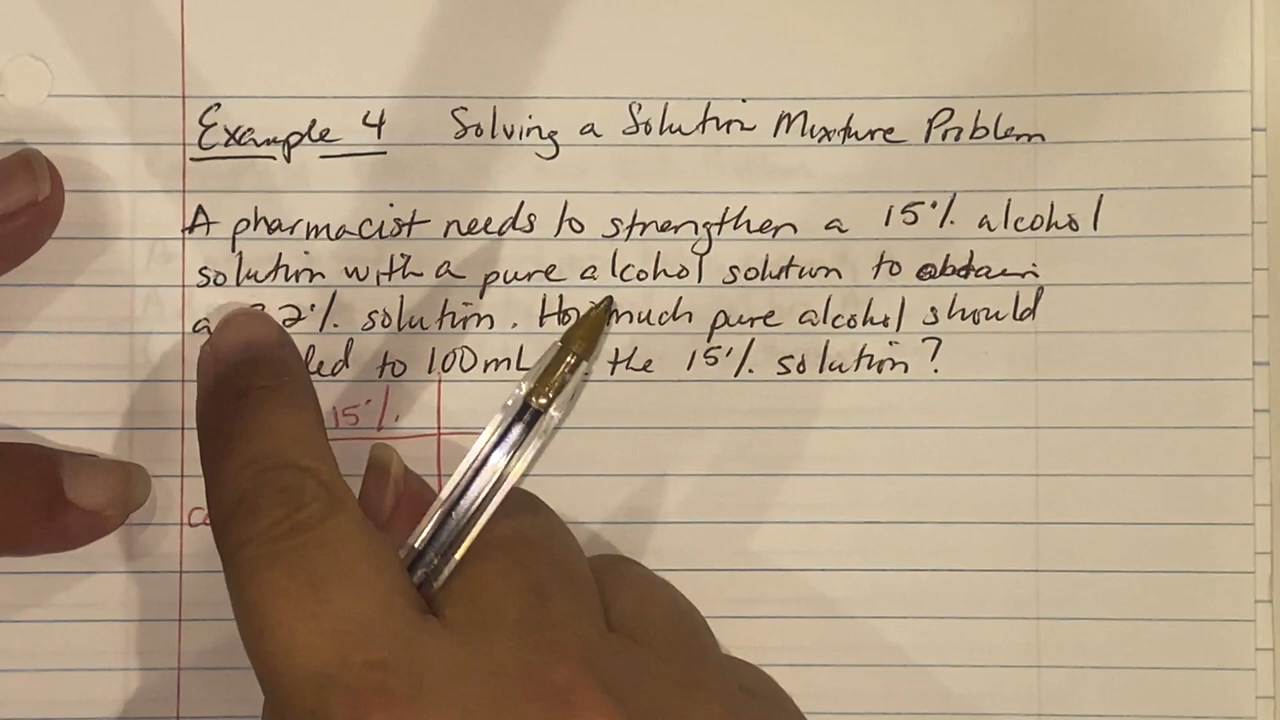 Example 4 Solving a Solution Mixture Problem
A pharmacist needs to strengthen a 15% alcohol
solution with a pure alcohol solution to obtain
a 2% solution. How much pure alcohol should
to 100mL the 15% solution?
15%